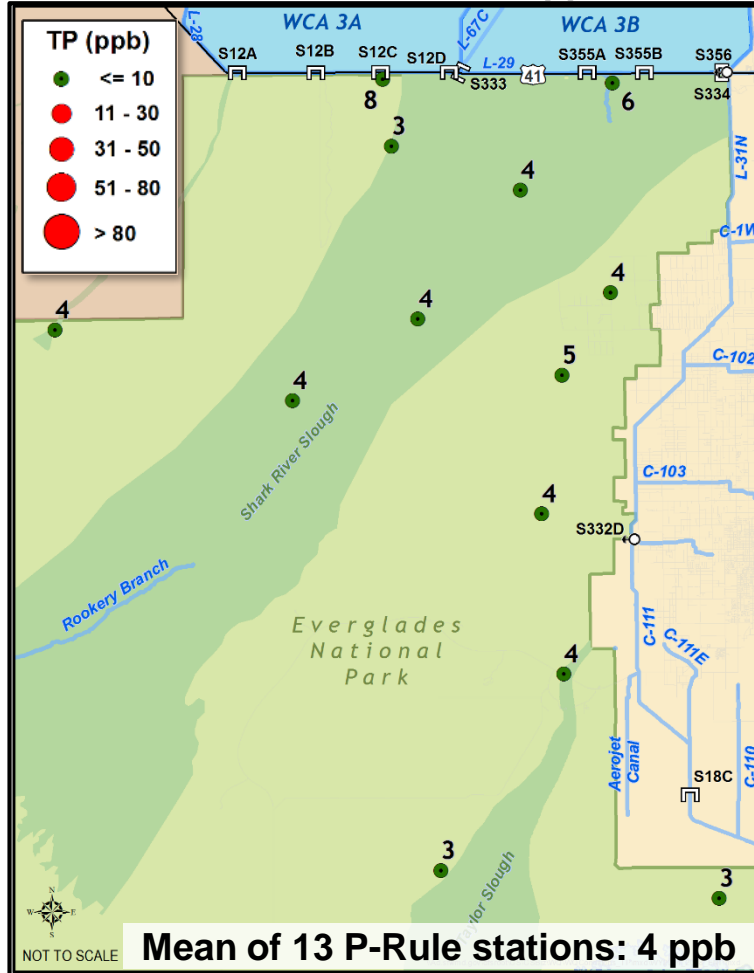 WCA 3A
WCA 3B
L-28
L-67C
TP (ppb)
<= 10
11 - 30
31 - 50
51 - 80
> 80
S12A
S12B
S12C
S12D
S333
L-29
41
S355A
S355B
S356
S334
8
6
3
4
L-31N
C-1W
4
4
4
4
5
C-102
4
Shark River Slough
C-103
4
S332D
Rookery Branch
Everglades
National
Park
C-111
C-111E
4
Aerojet
Canal
S18C
C-110
3
Taylor Slough
3
N
W
E
S
NOT TO SCALE
Mean of 13 P-Rule stations: 4 ppb